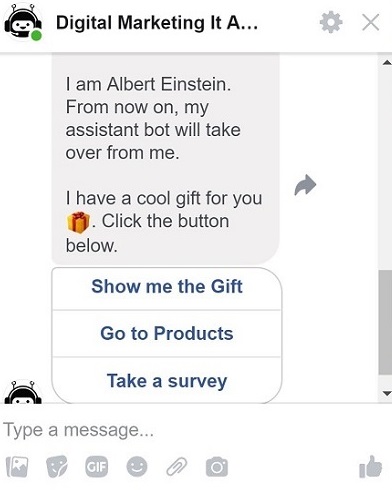 Digital Marketing It A...
I am Albert Einstein.
From now on, my
assistant bot will take
over from me.
I have a cool gift for you
🎁. Click the button
below.
Show me the Gift
Go to Products
Take a survey
Type a message...
GIF